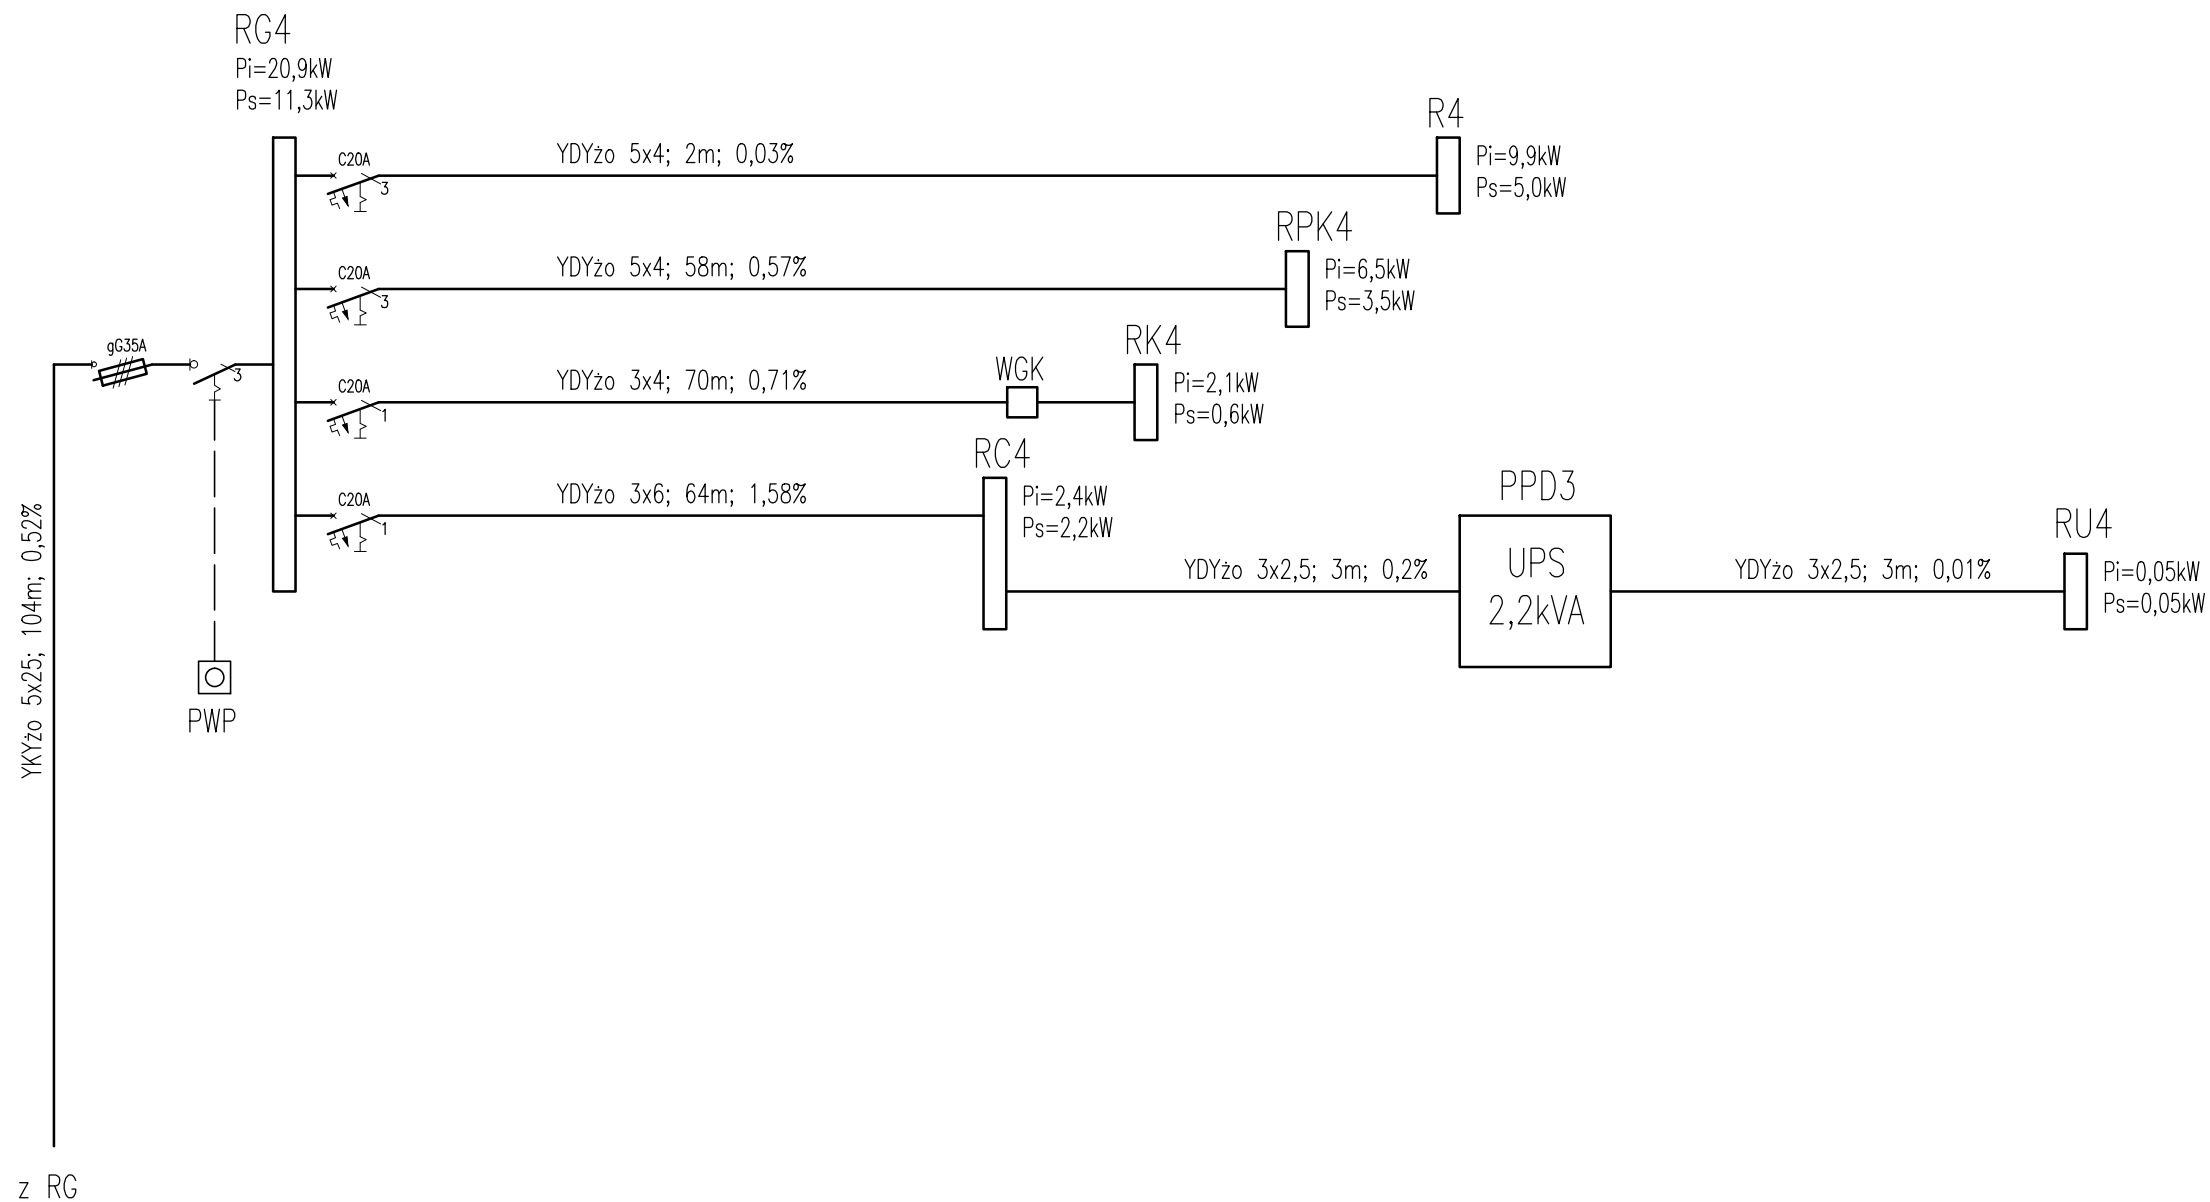 RG4
Pi=20,9kW
Ps=11,3kW
C20A
3
YDYżo 5x4; 2m; 0,03%
R4
Pi=9,9kW
Ps=5,0kW
C20A
3
YDYżo 5x4; 58m; 0,57%
RPK4
Pi=6,5kW
Ps=3,5kW
gG35A
3
C20A
1
YDYżo 3x4; 70m; 0,71%
WGK
RK4
Pi=2,1kW
Ps=0,6kW
C20A
1
YDYżo 3x6; 64m; 1,58%
RC4
Pi=2,4kW
Ps=2,2kW
YDYżo 3x2,5; 3m; 0,2%
PPD3
UPS
2,2kVA
YDYżo 3x2,5; 3m; 0,01%
RU4
Pi=0,05kW
Ps=0,05kW
YKYżo 5x25; 104m; 0,52%
PWP
z RG